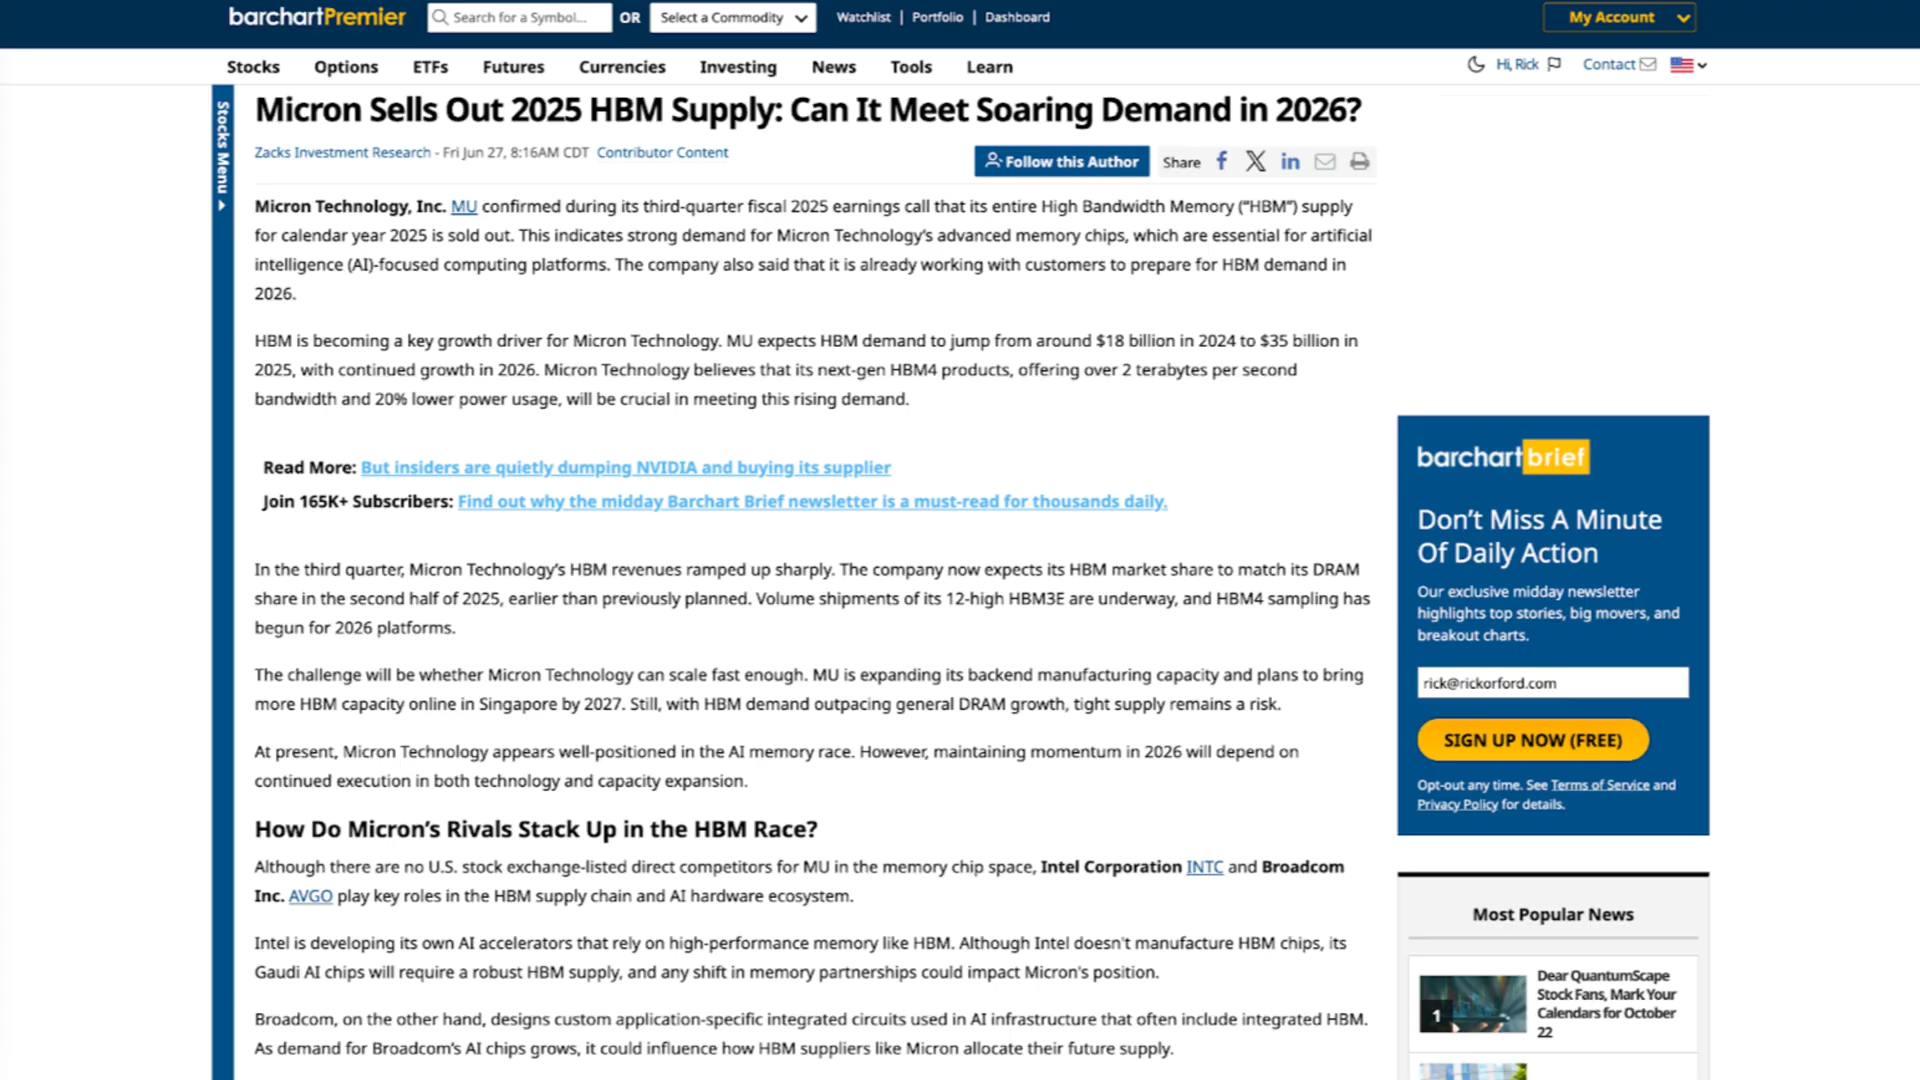 barchartPremier
Search for a Symbol...
OR
Select a Commodity
Watchlist | Portfolio | Dashboard
My Account
Stocks
Options
ETFs
Futures
Currencies
Investing
News
Tools
Learn
Hi, Rick
Contact
Stocks Menu
Micron Sells Out 2025 HBM Supply: Can It Meet Soaring Demand in 2026?
Zacks Investment Research - Fri Jun 27, 8:16AM CDT Contributor Content
Follow this Author
Share
Micron Technology, Inc. MU confirmed during its third-quarter fiscal 2025 earnings call that its entire High Bandwidth Memory (“HBM”) supply
for calendar year 2025 is sold out. This indicates strong demand for Micron Technology’s advanced memory chips, which are essential for artificial
intelligence (AI)-focused computing platforms. The company also said that it is already working with customers to prepare for HBM demand in
2026.
HBM is becoming a key growth driver for Micron Technology. MU expects HBM demand to jump from around $18 billion in 2024 to $35 billion in
2025, with continued growth in 2026. Micron Technology believes that its next-gen HBM4 products, offering over 2 terabytes per second
bandwidth and 20% lower power usage, will be crucial in meeting this rising demand.
Read More: But insiders are quietly dumping NVIDIA and buying its supplier
Join 165K+ Subscribers: Find out why the midday Barchart Brief newsletter is a must-read for thousands daily.
In the third quarter, Micron Technology’s HBM revenues ramped up sharply. The company now expects its HBM market share to match its DRAM
share in the second half of 2025, earlier than previously planned. Volume shipments of its 12-high HBM3E are underway, and HBM4 sampling has
begun for 2026 platforms.
The challenge will be whether Micron Technology can scale fast enough. MU is expanding its backend manufacturing capacity and plans to bring
more HBM capacity online in Singapore by 2027. Still, with HBM demand outpacing general DRAM growth, tight supply remains a risk.
At present, Micron Technology appears well-positioned in the AI memory race. However, maintaining momentum in 2026 will depend on
continued execution in both technology and capacity expansion.
How Do Micron’s Rivals Stack Up in the HBM Race?
Although there are no U.S. stock exchange-listed direct competitors for MU in the memory chip space, Intel Corporation INTC and Broadcom
Inc. AVGO play key roles in the HBM supply chain and AI hardware ecosystem.
Intel is developing its own AI accelerators that rely on high-performance memory like HBM. Although Intel doesn't manufacture HBM chips, its
Gaudi AI chips will require a robust HBM supply, and any shift in memory partnerships could impact Micron's position.
Broadcom, on the other hand, designs custom application-specific integrated circuits used in AI infrastructure that often include integrated HBM.
As demand for Broadcom’s AI chips grows, it could influence how HBM suppliers like Micron allocate their future supply.
barchart brief
Don’t Miss A Minute
Of Daily Action
Our exclusive midday newsletter
highlights top stories, big movers, and
breakout charts.
rick@rickorford.com
SIGN UP NOW (FREE)
Opt-out any time. See Terms of Service and
Privacy Policy for details.
Most Popular News
1
Dear QuantumScape
Stock Fans, Mark Your
Calendars for October
22